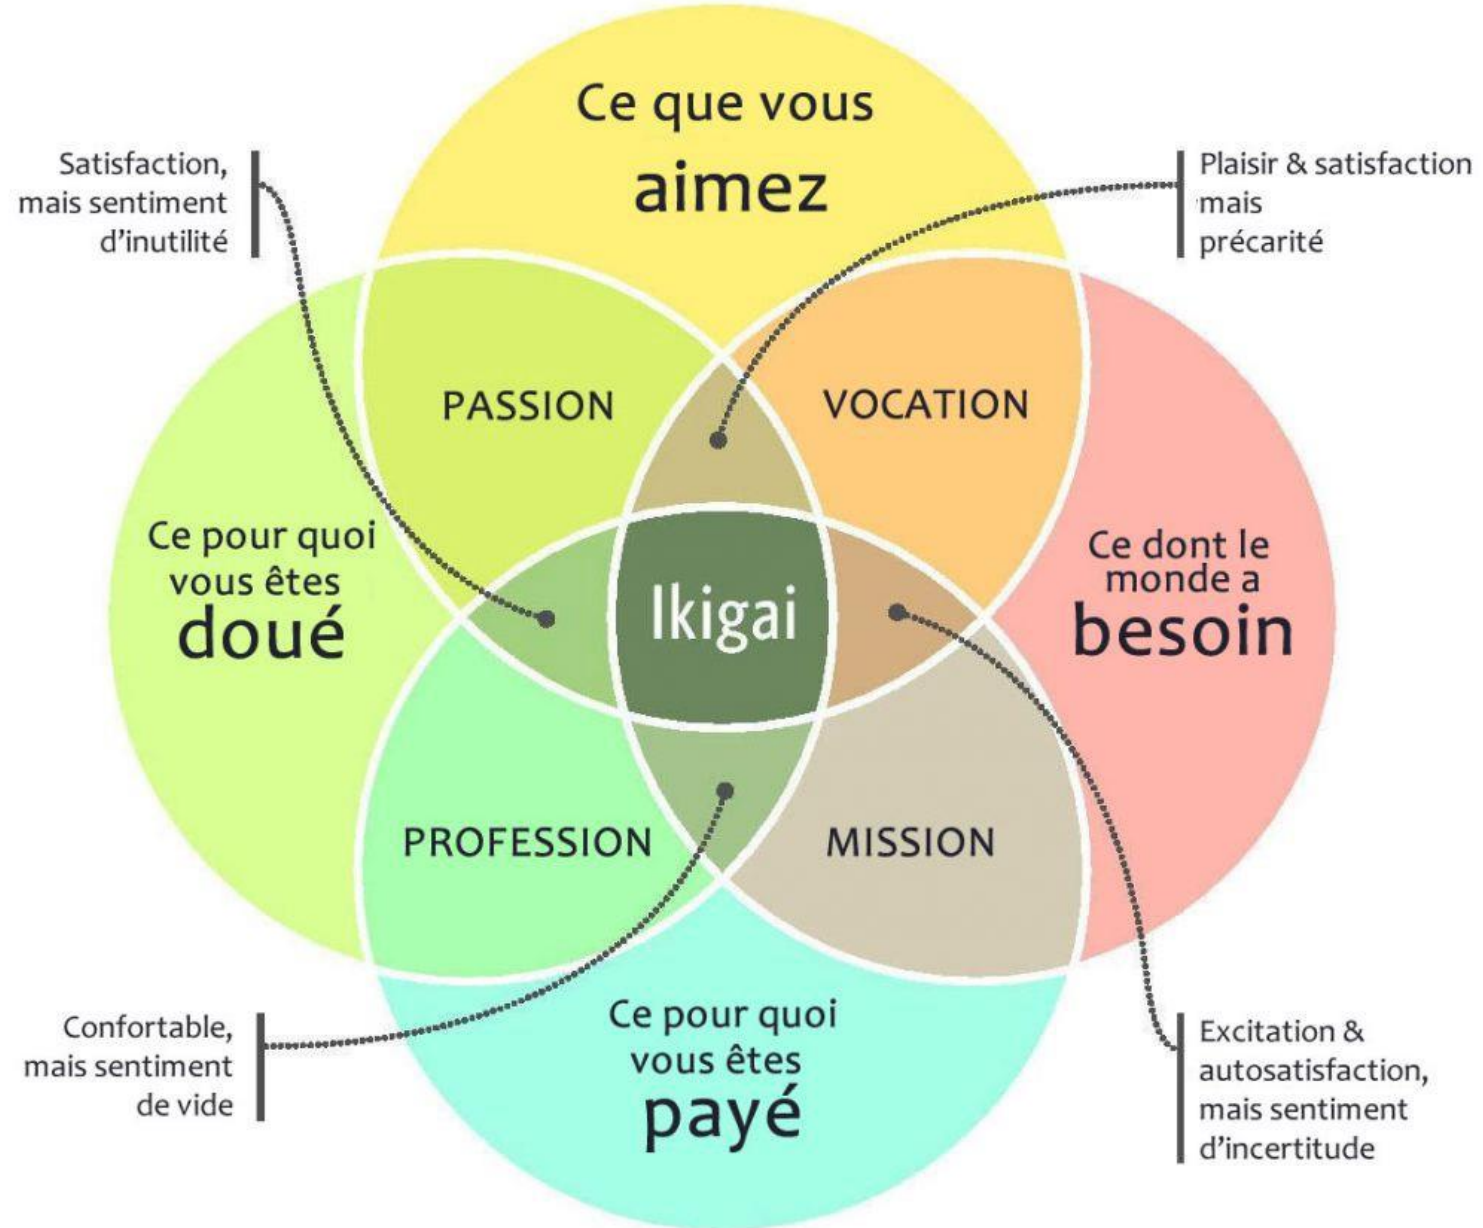 Ce que vous
aimez
Satisfaction,
mais sentiment
d'inutilité
Plaisir & satisfaction
mais
précarité
PASSION
VOCATION
Ce pour quoi
vous êtes
doué
Ikigai
Ce dont le
monde a
besoin
PROFESSION
MISSION
Ce pour quoi
vous êtes
payé
Confortable,
mais sentiment
de vide
Excitation &
autosatisfaction,
mais sentiment
d'incertitude